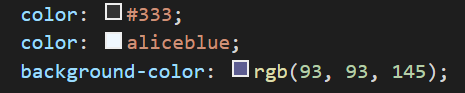 color: #333;
color: aliceblue;
background-color: rgb(93, 93, 145);